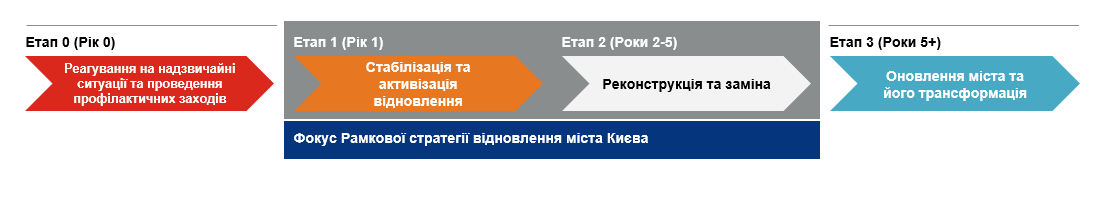 Етап 0 (Рік 0)
Реагування на надзвичайні
ситуації та проведення
профілактичних заходів
Етап 1 (Рік 1)
Стабілізація та
активізація
відновлення
Етап 2 (Роки 2-5)
Реконструкція та заміна
Етап 3 (Роки 5+)
Оновлення міста та
його трансформація
Фокус Рамкової стратегії відновлення міста Києва